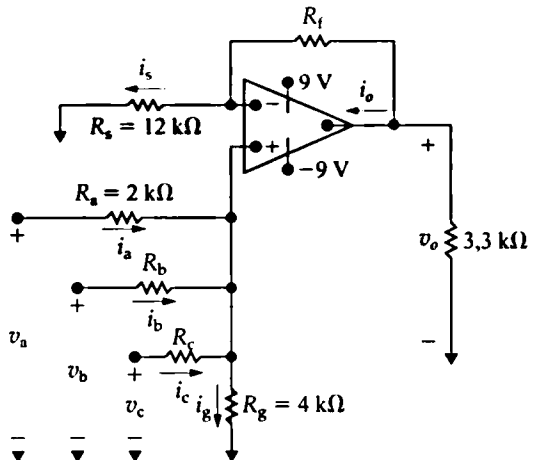 R_f
i_s
9 V
i_o
−
R_s = 12 kΩ
+
−9 V
+
R_a = 2 kΩ
+
i_a
v_o
3,3 kΩ
R_b
+
i_b
v_a
−
R_c
v_b
+
i_c
i_g
R_g = 4 kΩ
v_c
− − −